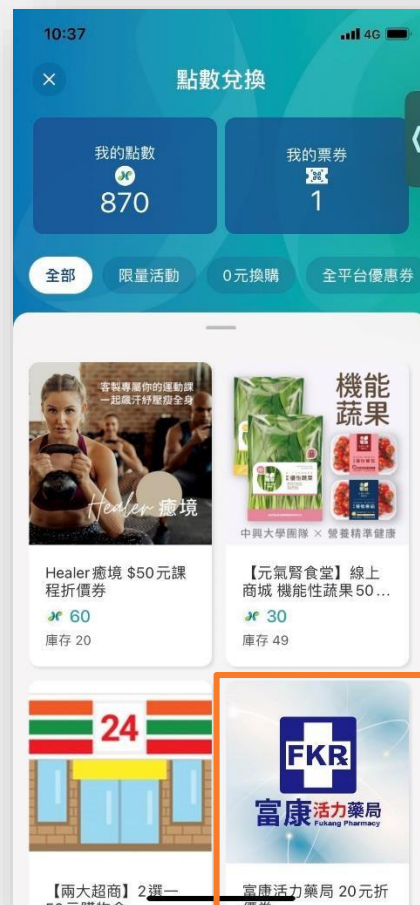 10:37
4G
點數兌換
我的點數
870
我的票券
1
全部
限量活動
0元換購
全平台優惠券
客製專屬你的運動課
一起飆汗紓壓瘦全身
Healer 癒境
機能
蔬果
中興大學團隊 × 營養精準健康
Healer 癒境 $50 元課
程折價券
60
庫存 20
【元氣腎食堂】線上
商城 機能性蔬果 50...
30
庫存 49
24
FKR
富康活力藥局
Fukang Pharmacy
【兩大超商】2選一
富康活力藥局 20元折
價券